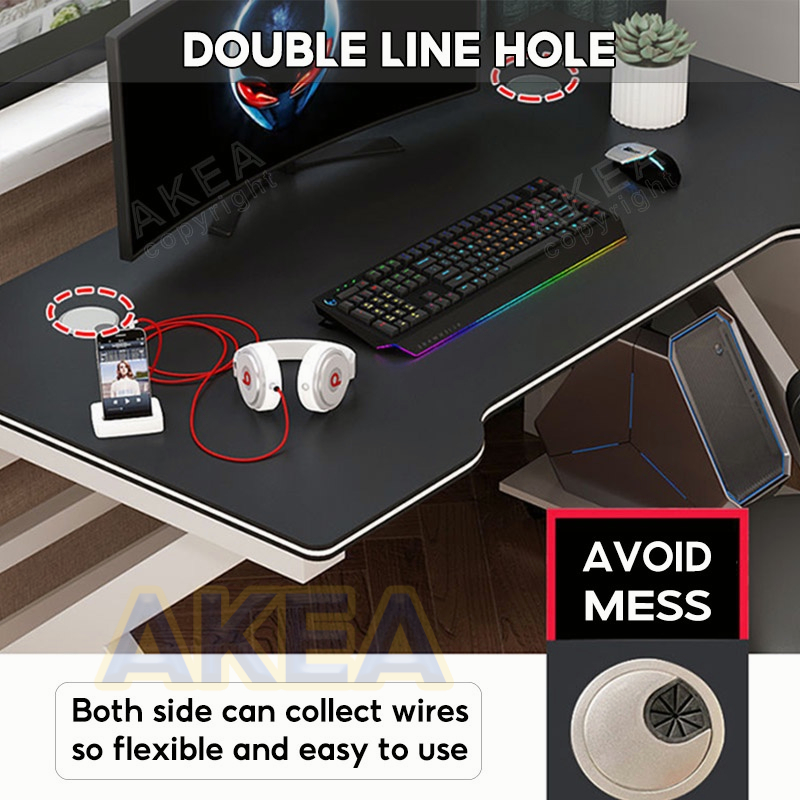 DOUBLE LINE HOLE
AKEA
copyright
AKEA
copyright
AVOID
MESS
AKEA
Both side can collect wires
so flexible and easy to use